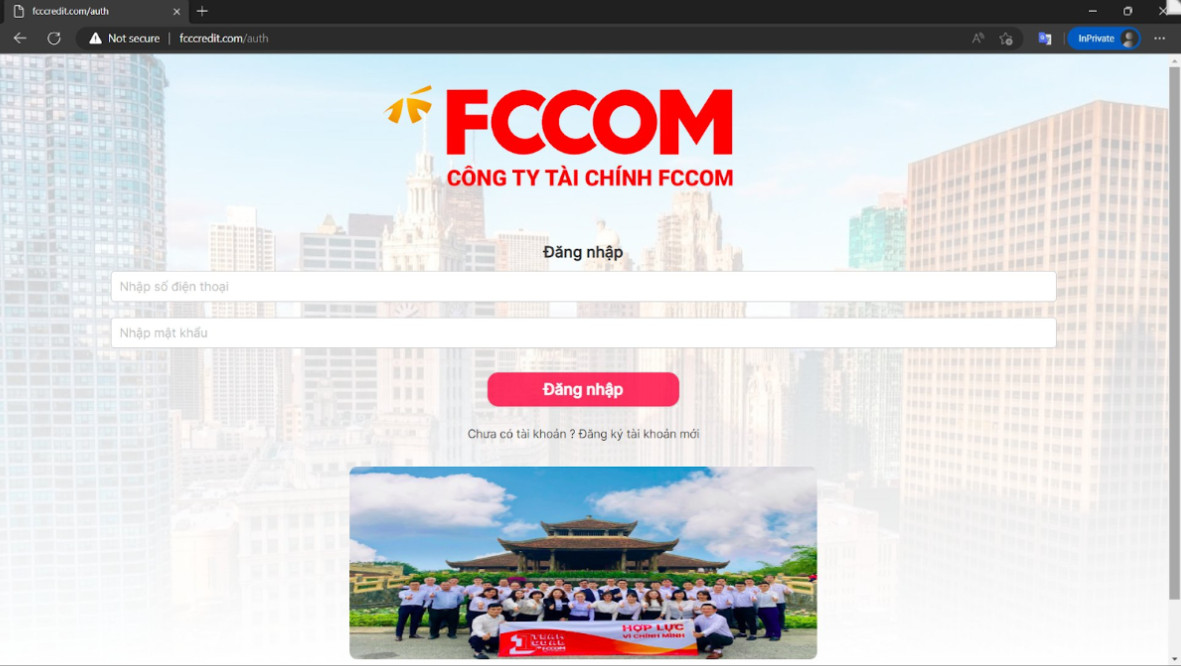 fcccredit.com/auth
Not secure | fcccredit.com/auth
InPrivate
FCCOM
CÔNG TY TÀI CHÍNH FCCOM
Đăng nhập
Nhập số điện thoại
Nhập mật khẩu
Đăng nhập
Chưa có tài khoản ? Đăng ký tài khoản mới
HỢP LỰC
VÌ CHÍNH MÌNH
FCCOM